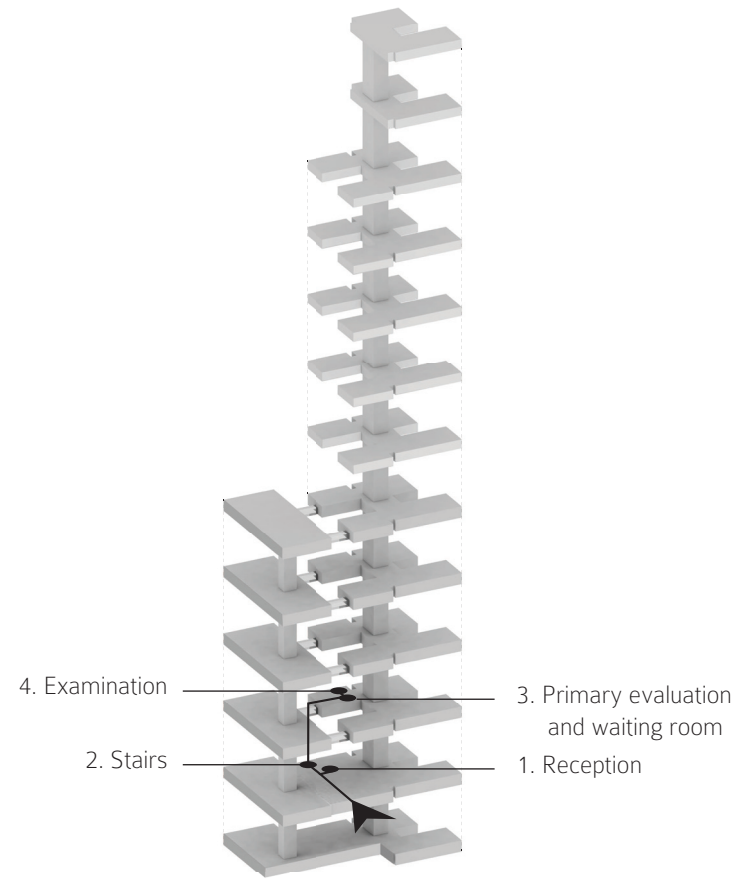 4. Examination
3. Primary evaluation
and waiting room
2. Stairs
1. Reception